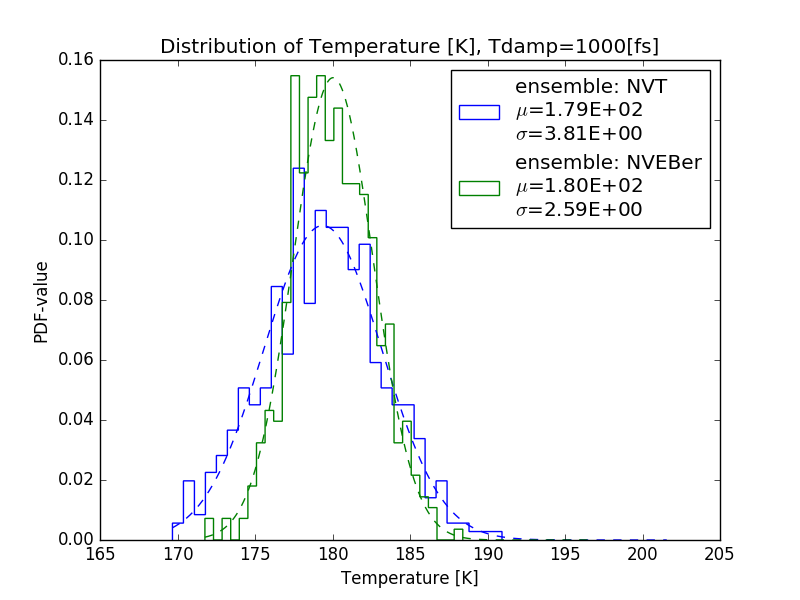 Distribution of Temperature [K], Tdamp=1000[fs]
0.16
0.14
0.12
0.10
0.08
0.06
0.04
0.02
0.00
PDF-value
ensemble: NVT
μ=1.79E+02
σ=3.81E+00
ensemble: NVEBer
μ=1.80E+02
σ=2.59E+00
165 170 175 180 185 190 195 200 205
Temperature [K]